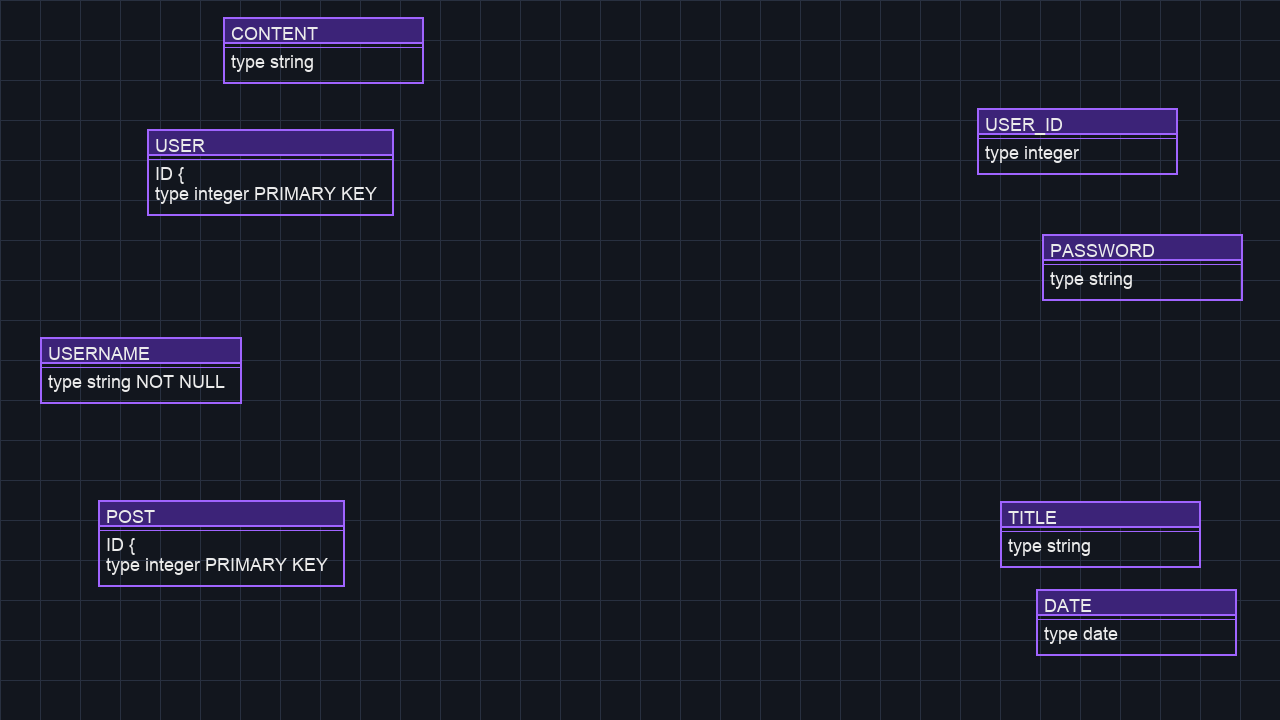 CONTENT
type string
USER
ID {
type integer PRIMARY KEY
USER_ID
type integer
PASSWORD
type string
USERNAME
type string NOT NULL
POST
ID {
type integer PRIMARY KEY
TITLE
type string
DATE
type date